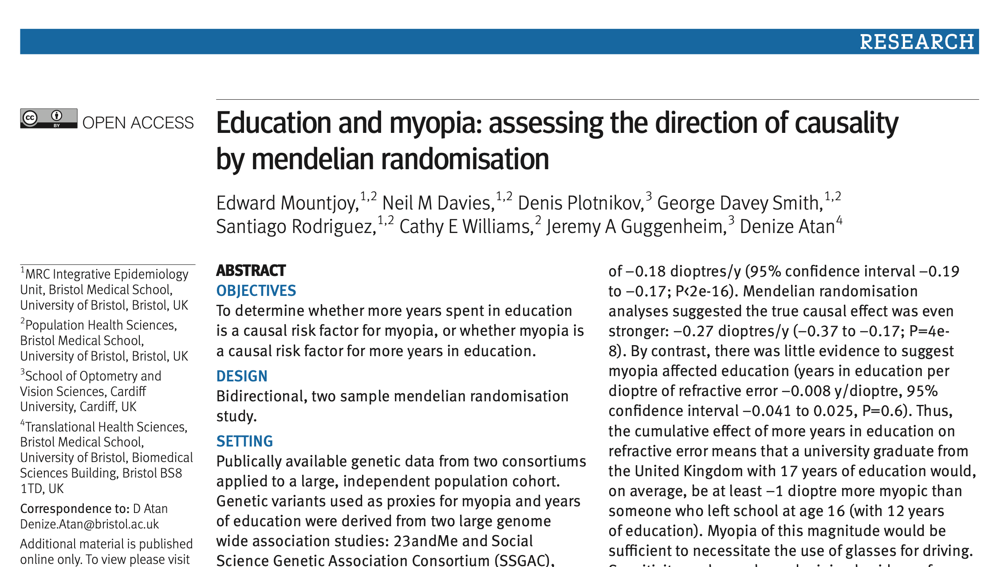 RESEARCH
cc BY OPEN ACCESS
Education and myopia: assessing the direction of causality
by mendelian randomisation
Edward Mountjoy,1,2 Neil M Davies,1,2 Denis Plotnikov,3 George Davey Smith,1,2
Santiago Rodriguez,1,2 Cathy E Williams,2 Jeremy A Guggenheim,3 Denize Atan4
1MRC Integrative Epidemiology
Unit, Bristol Medical School,
University of Bristol, Bristol, UK
2Population Health Sciences,
Bristol Medical School,
University of Bristol, Bristol, UK
3School of Optometry and
Vision Sciences, Cardiff
University, Cardiff, UK
4Translational Health Sciences,
Bristol Medical School,
University of Bristol, Biomedical
Sciences Building, Bristol BS8
1TD, UK
Correspondence to: D Atan
Denize.Atan@bristol.ac.uk
Additional material is published
online only. To view please visit
ABSTRACT
OBJECTIVES
To determine whether more years spent in education
is a causal risk factor for myopia, or whether myopia is
a causal risk factor for more years in education.
DESIGN
Bidirectional, two sample mendelian randomisation
study.
SETTING
Publically available genetic data from two consortiums
applied to a large, independent population cohort.
Genetic variants used as proxies for myopia and years
of education were derived from two large genome
wide association studies: 23andMe and Social
Science Genetic Association Consortium (SSGAC),
of −0.18 dioptres/y (95% confidence interval −0.19
to −0.17; P<2e-16). Mendelian randomisation
analyses suggested the true causal effect was even
stronger: −0.27 dioptres/y (−0.37 to −0.17; P=4e-
8). By contrast, there was little evidence to suggest
myopia affected education (years in education per
dioptre of refractive error −0.008 y/dioptre, 95%
confidence interval −0.041 to 0.025, P=0.6). Thus,
the cumulative effect of more years in education on
refractive error means that a university graduate from
the United Kingdom with 17 years of education would,
on average, be at least −1 dioptre more myopic than
someone who left school at age 16 (with 12 years
of education). Myopia of this magnitude would be
sufficient to necessitate the use of glasses for driving.